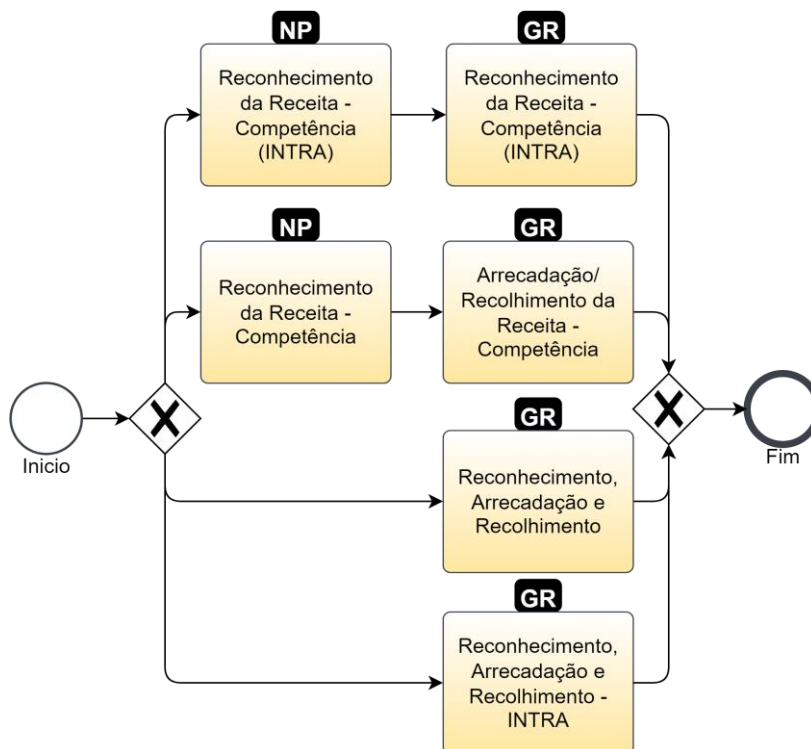 NP
Reconhecimento
da Receita -
Competência
(INTRA)
GR
Reconhecimento
da Receita -
Competência
(INTRA)
NP
Reconhecimento
da Receita -
Competência
GR
Arrecadação/
Recolhimento da
Receita -
Competência
Inicio
GR
Reconhecimento,
Arrecadação e
Recolhimento
Fim
GR
Reconhecimento,
Arrecadação e
Recolhimento -
INTRA